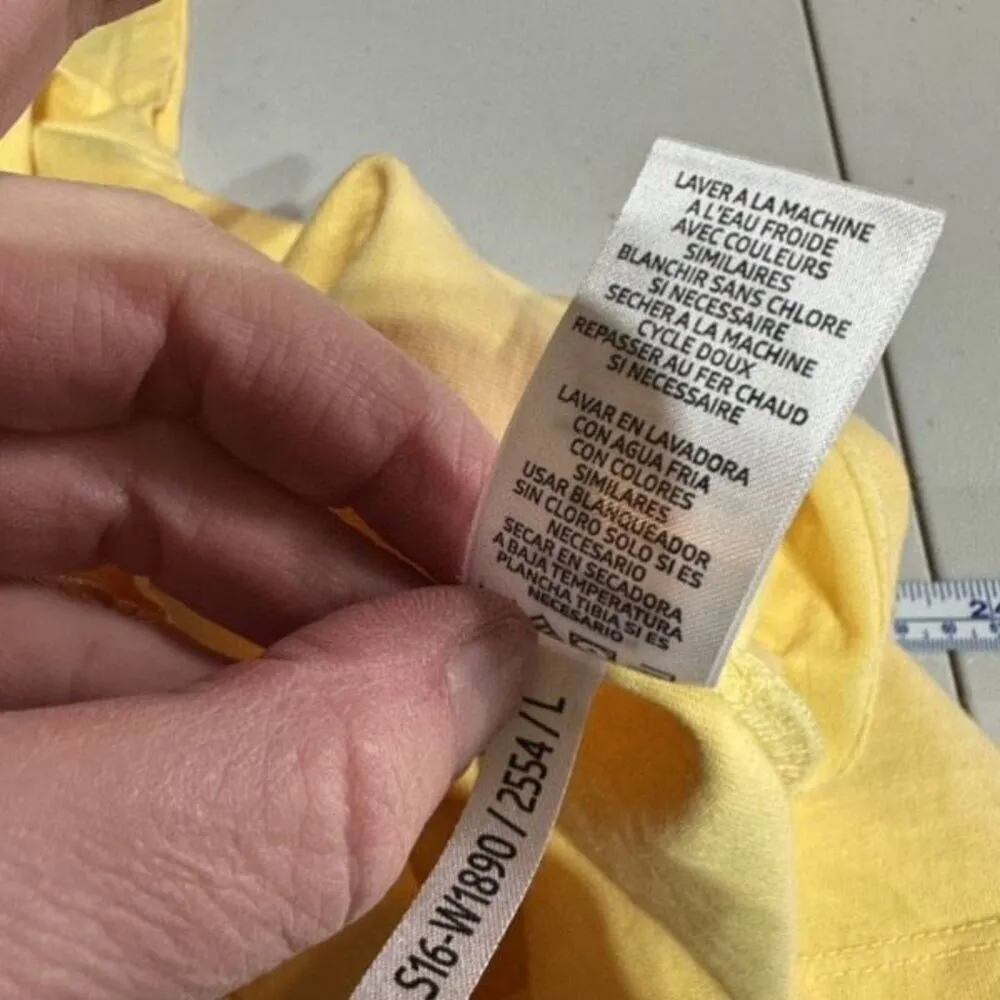 LAVER A LA MACHINE
A L'EAU FROIDE
AVEC COULEURS
SIMILAIRES
BLANCHIR SANS CHLORE
SI NECESSAIRE
SECHER A LA MACHINE
CYCLE DOUX
REPASSER AU FER CHAUD
SI NECESSAIRE
LAVAR EN LAVADORA
CON AGUA FRIA
CON COLORES
SIMILARES
USAR BLANQUEADOR
SIN CLORO SOLO SI ES
NECESARIO
SECAR EN SECADORA
A BAJA TEMPERATURA
PLANCHA TIBIA SI ES
NECESARIO
S16-W1890 / 2554 / L